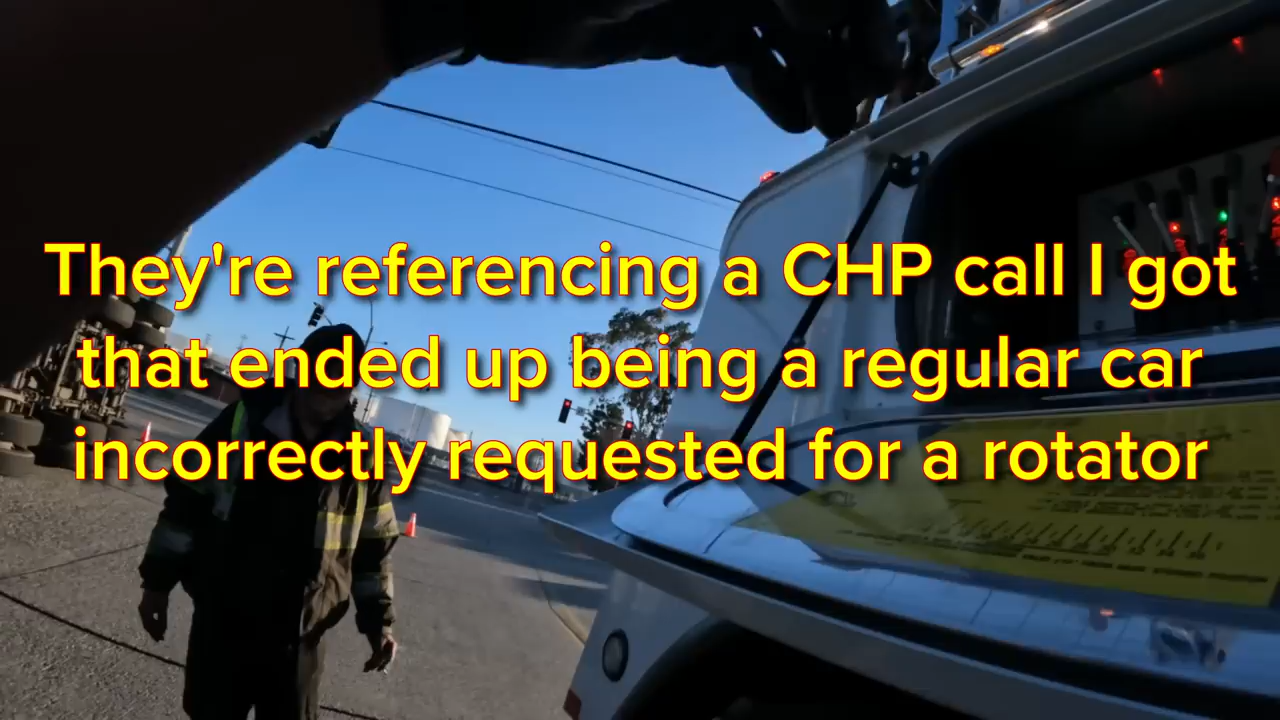 They're referencing a CHP call I got
that ended up being a regular car
incorrectly requested for a rotator